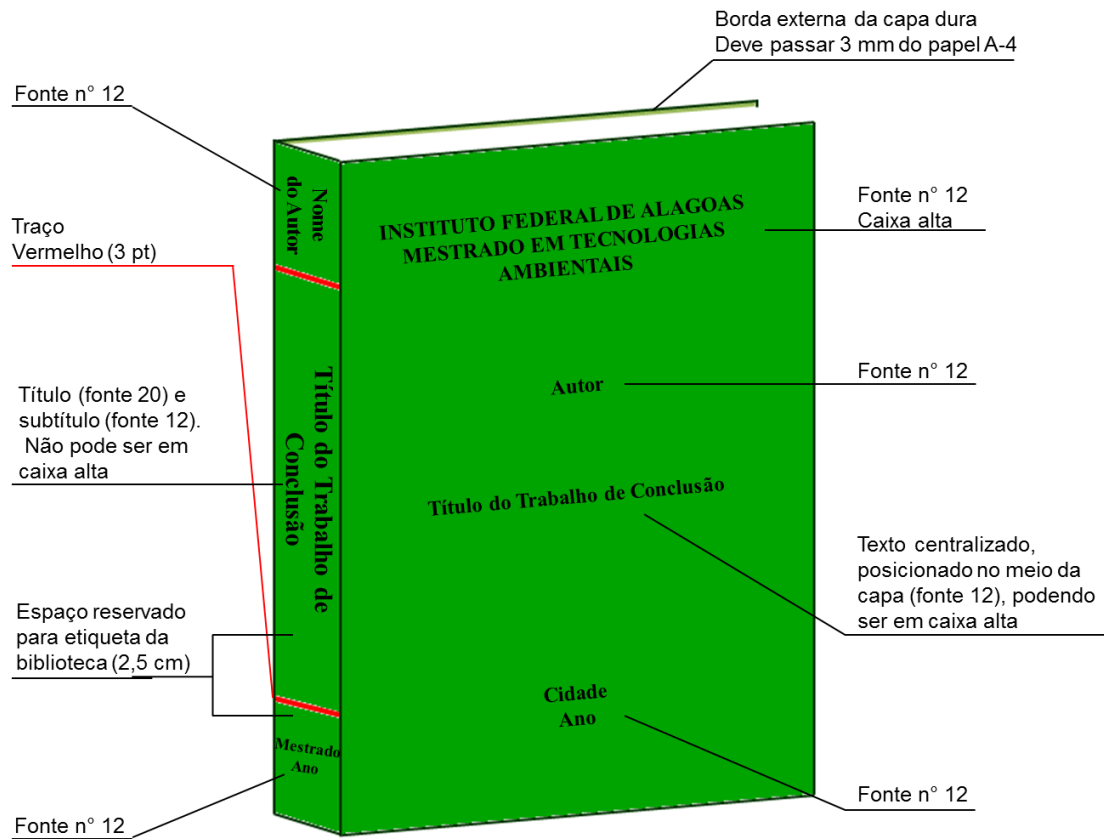 Borda externa da capa dura
Deve passar 3 mm do papel A-4
Fonte n° 12
Nome
do Autor
INSTITUTO FEDERAL DE ALAGOAS
MESTRADO EM TECNOLOGIAS
AMBIENTAIS
Fonte n° 12
Caixa alta
Traço
Vermelho (3 pt)
Autor
Fonte n° 12
Título (fonte 20) e
subtítulo (fonte 12).
Não pode ser em
caixa alta
Título do Trabalho de
Conclusão
Título do Trabalho de Conclusão
Texto centralizado,
posicionado no meio da
capa (fonte 12), podendo
ser em caixa alta
Espaço reservado
para etiqueta da
biblioteca (2,5 cm)
Cidade
Ano
Mestrado
Ano
Fonte n° 12
Fonte n° 12